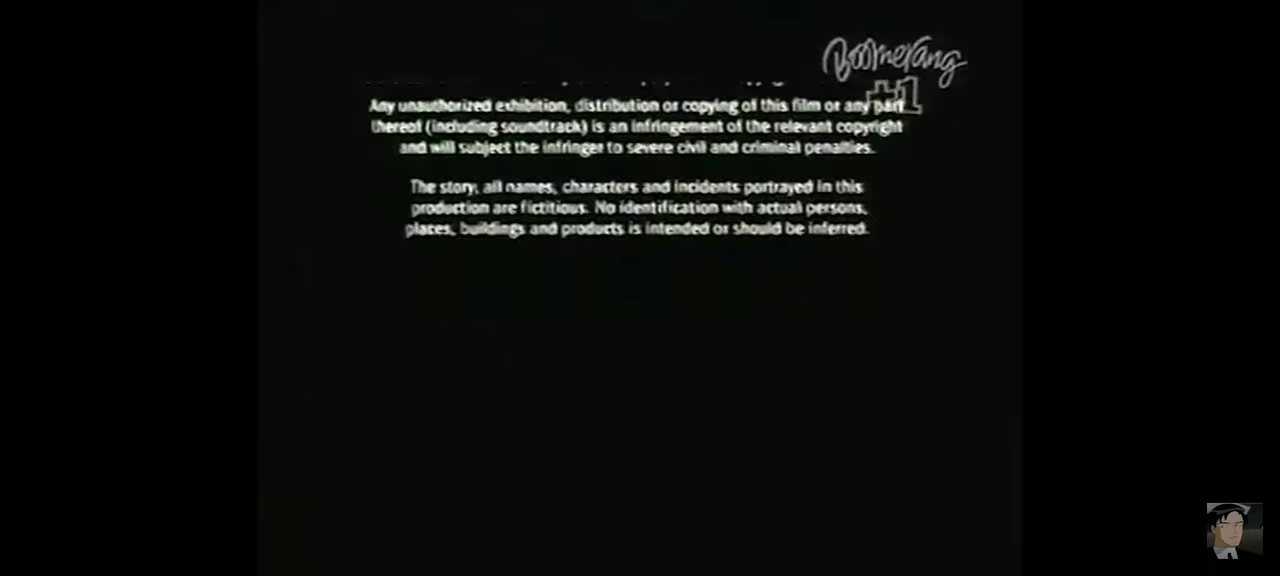 Boomerang
#1
Any unauthorized exhibition, distribution or copying of this film or any part
thereof (including soundtrack) is an infringement of the relevant copyright
and will subject the infringer to severe civil and criminal penalties.
The story, all names, characters and incidents portrayed in this
production are fictitious. No identification with actual persons,
places, buildings and products is intended or should be inferred.